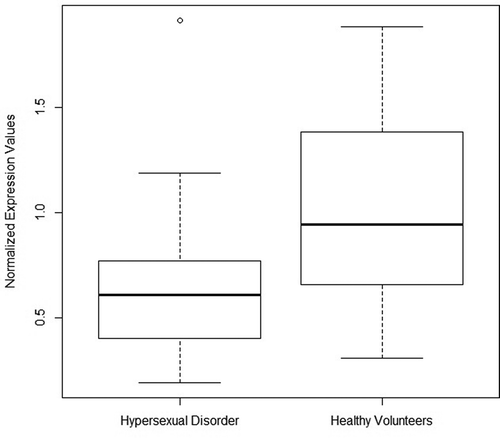 Normalized Expression Values
1.5
1.0
0.5
Hypersexual Disorder
Healthy Volunteers